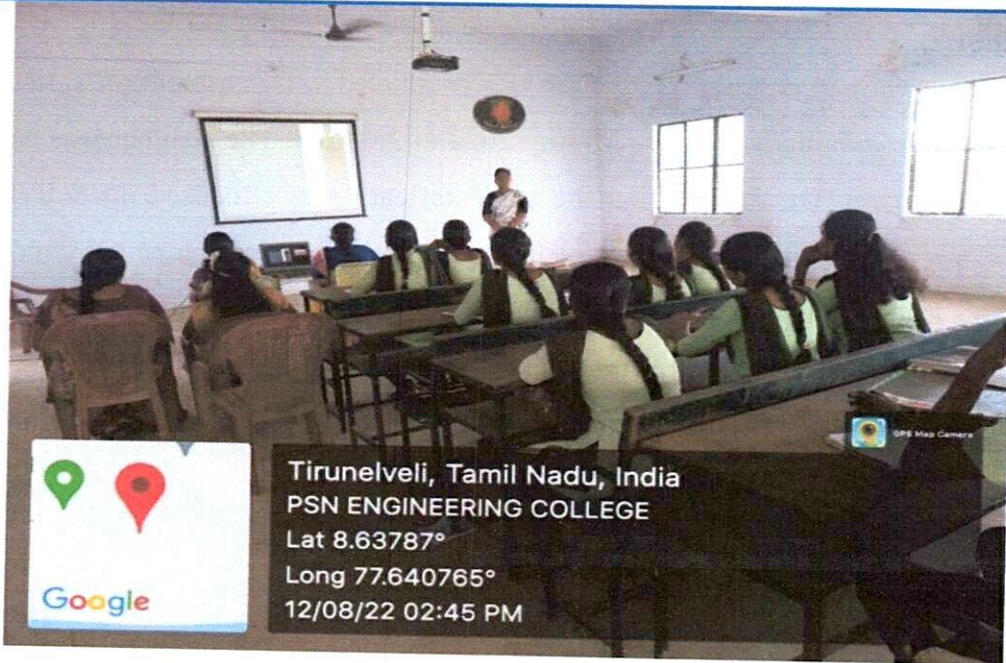 GPS Map Camera
Tirunelveli, Tamil Nadu, India
PSN ENGINEERING COLLEGE
Lat 8.63787°
Long 77.640765°
12/08/22 02:45 PM
Google